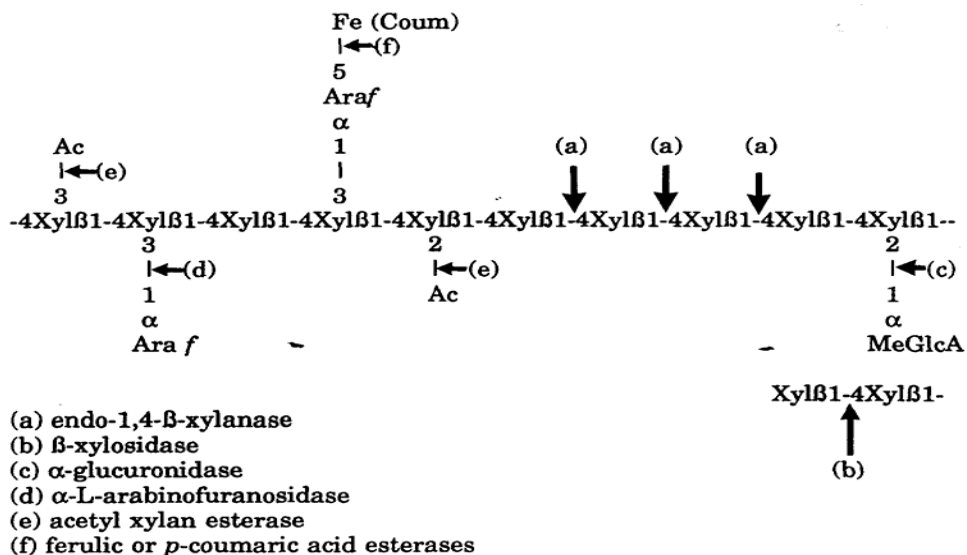 Fe (Coum)
(f)
5
Araf
α
Ac
1
(a) (a) (a)
(e)
3
3
-4Xylß1-4Xylß1-4Xylß1-4Xylß1-4Xylß1-4Xylß1-4Xylß1-4Xylß1-4Xylß1-4Xylß1--
3 2 2
(d) (e) (c)
1 Ac 1
α α
Ara f MeGlcA
Xylß1-4Xylß1-
(b)
(a) endo-1,4-ß-xylanase
(b) ß-xylosidase
(c) α-glucuronidase
(d) α-L-arabinofuranosidase
(e) acetyl xylan esterase
(f) ferulic or p-coumaric acid esterases